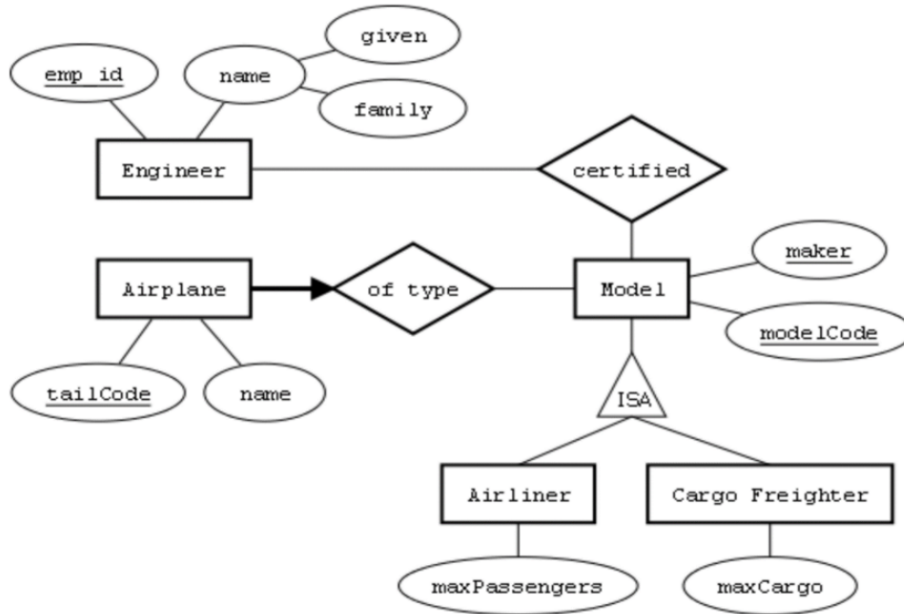 given
emp_id
name
family
Engineer
certified
maker
Airplane
of type
Model
modelCode
tailCode
name
ISA
Airliner
Cargo Freighter
maxPassengers
maxCargo